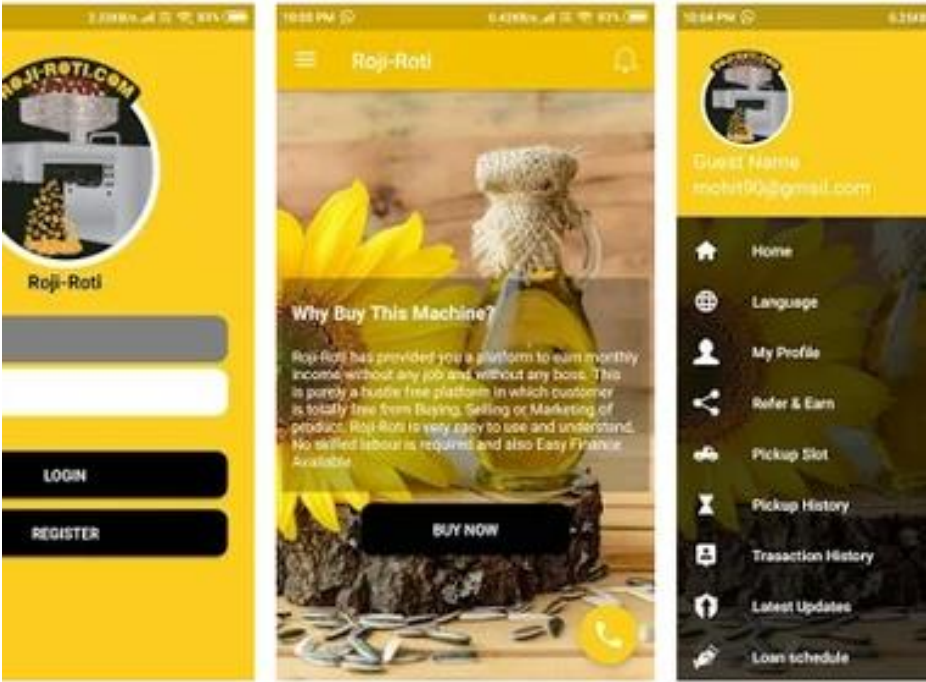 ROJI-ROTI.COM
Roji-Roti
LOGIN
REGISTER
Roji-Roti
Why Buy This Machine?
Roji-Roti has provided you a platform to earn monthly
income without any job and without any boss. This
is purely a hustle free platform in which customer
is totally free from Buying, Selling or Marketing of
product. Roji-Roti is very easy to use and understand,
No skilled labour is required and also Easy Finance
Available
BUY NOW
10:04 PM
Guest Name
mohit90@gmail.com
Home
Language
My Profile
Refer & Earn
Pickup Slot
Pickup History
Trasaction History
Latest Updates
Loan schedule